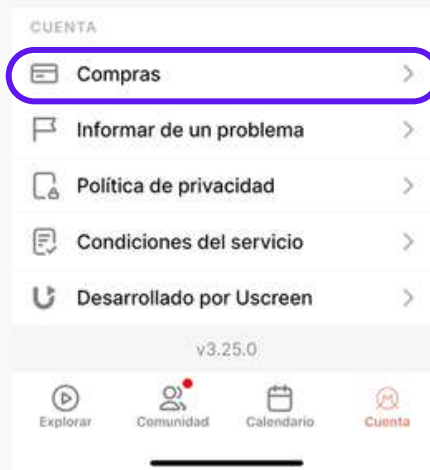 CUENTA
Compras
Informar de un problema
Política de privacidad
Condiciones del servicio
Desarrollado por Uscreen
v3.25.0
Explorar Comunidad Calendario Cuenta